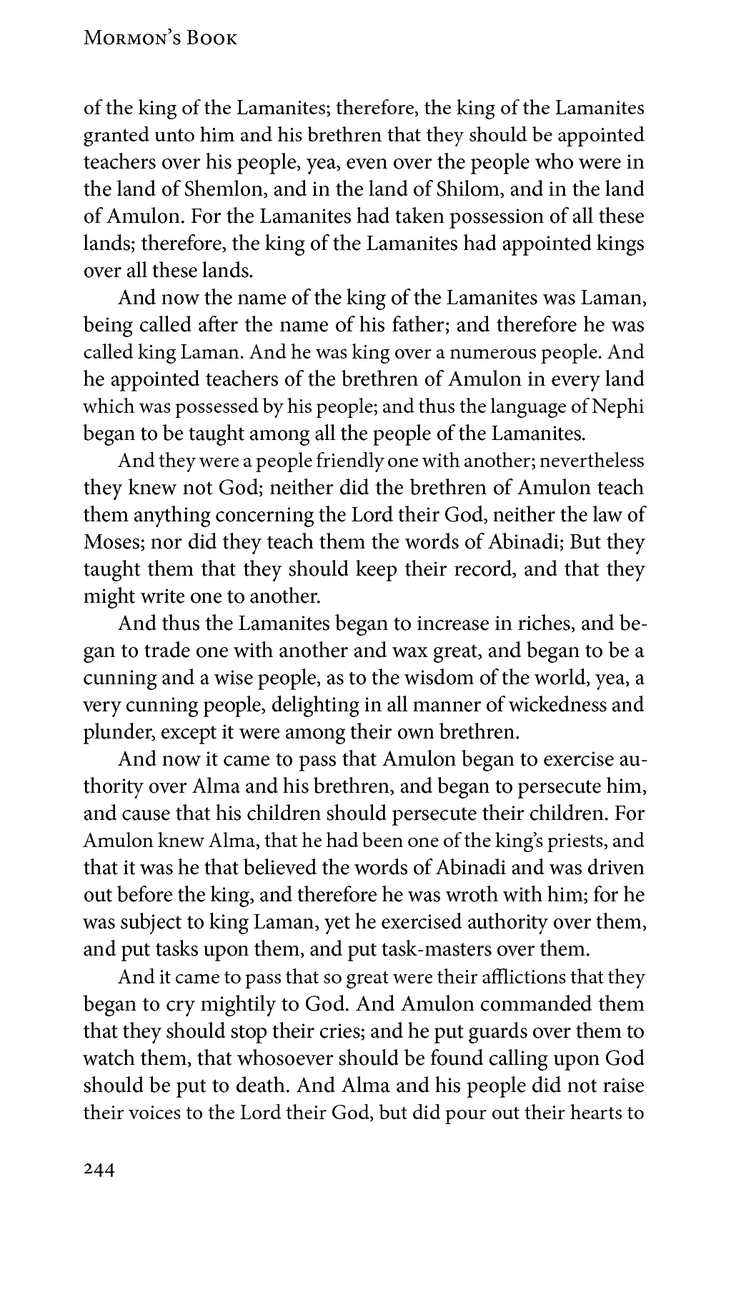 Mormon’s Book
of the king of the Lamanites; therefore, the king of the Lamanites
granted unto him and his brethren that they should be appointed
teachers over his people, yea, even over the people who were in
the land of Shemlon, and in the land of Shilom, and in the land
of Amulon. For the Lamanites had taken possession of all these
lands; therefore, the king of the Lamanites had appointed kings
over all these lands.
And now the name of the king of the Lamanites was Laman,
being called after the name of his father; and therefore he was
called king Laman. And he was king over a numerous people. And
he appointed teachers of the brethren of Amulon in every land
which was possessed by his people; and thus the language of Nephi
began to be taught among all the people of the Lamanites.
And they were a people friendly one with another; nevertheless
they knew not God; neither did the brethren of Amulon teach
them anything concerning the Lord their God, neither the law of
Moses; nor did they teach them the words of Abinadi; But they
taught them that they should keep their record, and that they
might write one to another.
And thus the Lamanites began to increase in riches, and be-
gan to trade one with another and wax great, and began to be a
cunning and a wise people, as to the wisdom of the world, yea, a
very cunning people, delighting in all manner of wickedness and
plunder, except it were among their own brethren.
And now it came to pass that Amulon began to exercise au-
thority over Alma and his brethren, and began to persecute him,
and cause that his children should persecute their children. For
Amulon knew Alma, that he had been one of the king’s priests, and
that it was he that believed the words of Abinadi and was driven
out before the king, and therefore he was wroth with him; for he
was subject to king Laman, yet he exercised authority over them,
and put tasks upon them, and put task-masters over them.
And it came to pass that so great were their afflictions that they
began to cry mightily to God. And Amulon commanded them
that they should stop their cries; and he put guards over them to
watch them, that whosoever should be found calling upon God
should be put to death. And Alma and his people did not raise
their voices to the Lord their God, but did pour out their hearts to
244